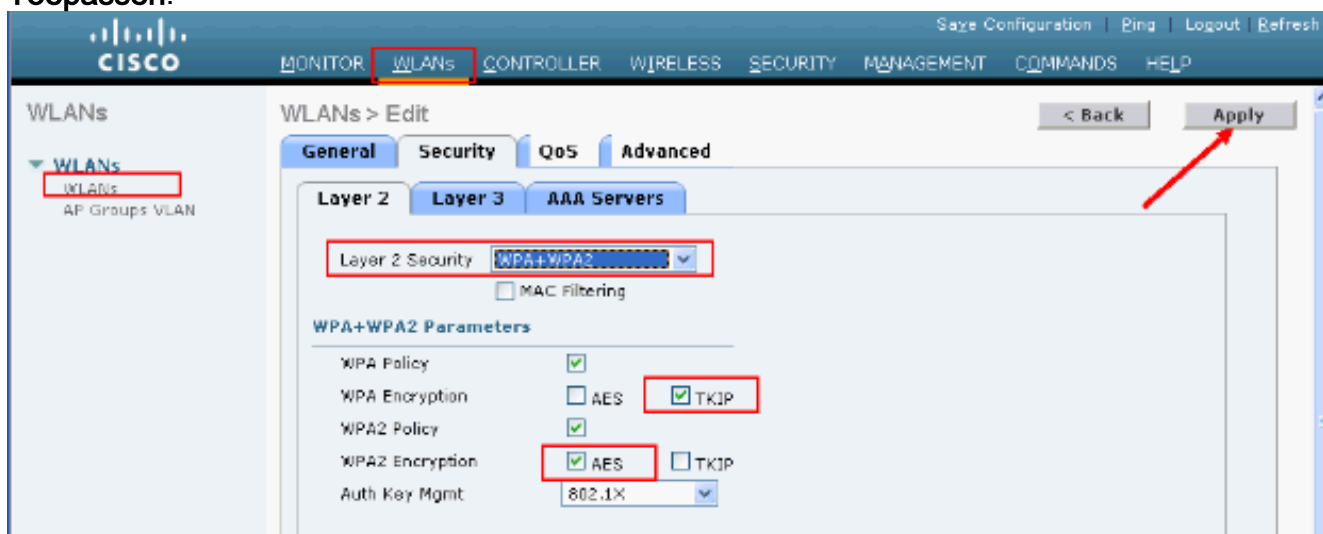 Toepassen.
Save Configuration | Ping | Logout | Refresh
CISCO
MONITOR WLANs CONTROLLER WIRELESS SECURITY MANAGEMENT COMMANDS HELP
WLANs
WLANs > Edit
< Back
Apply
General Security QoS Advanced
WLANs
WLANs
AP Groups VLAN
Layer 2 Layer 3 AAA Servers
Layer 2 Security WPA+WPA2
MAC Filtering
WPA+WPA2 Parameters
WPA Policy
WPA Encryption AES TKIP
WPA2 Policy
WPA2 Encryption AES TKIP
Auth Key Mgmt 802.1X